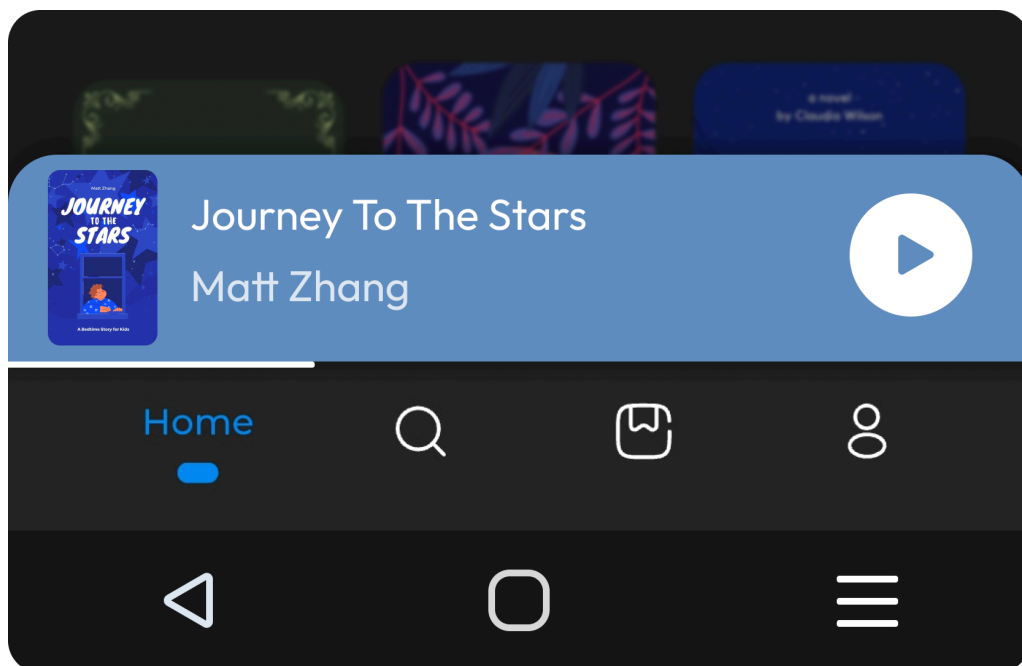 a novel
by Claudia Wilson
Matt Zhang
JOURNEY
TO THE
STARS
A Bedtime Story for Kids
Journey To The Stars
Matt Zhang
Home